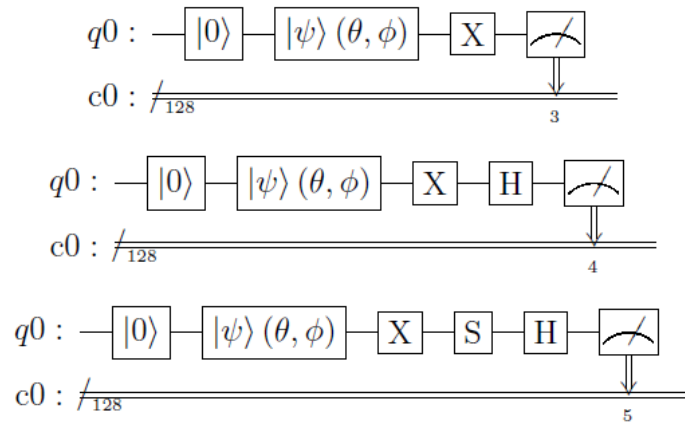 q0 : |0⟩ |ψ⟩ (θ, ϕ) X
c0 : 128 3
q0 : |0⟩ |ψ⟩ (θ, ϕ) X H
c0 : 128 4
q0 : |0⟩ |ψ⟩ (θ, ϕ) X S H
c0 : 128 5